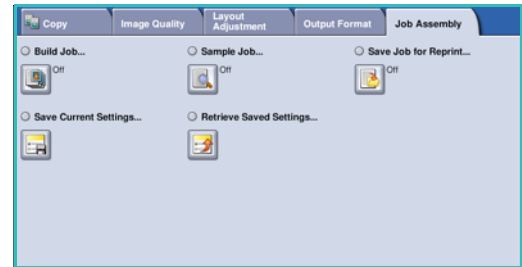 Copy
Image Quality
Layout
Adjustment
Output Format
Job Assembly
Build Job...
Sample Job...
Save Job for Reprint...
Off
Off
Off
Save Current Settings...
Retrieve Saved Settings...